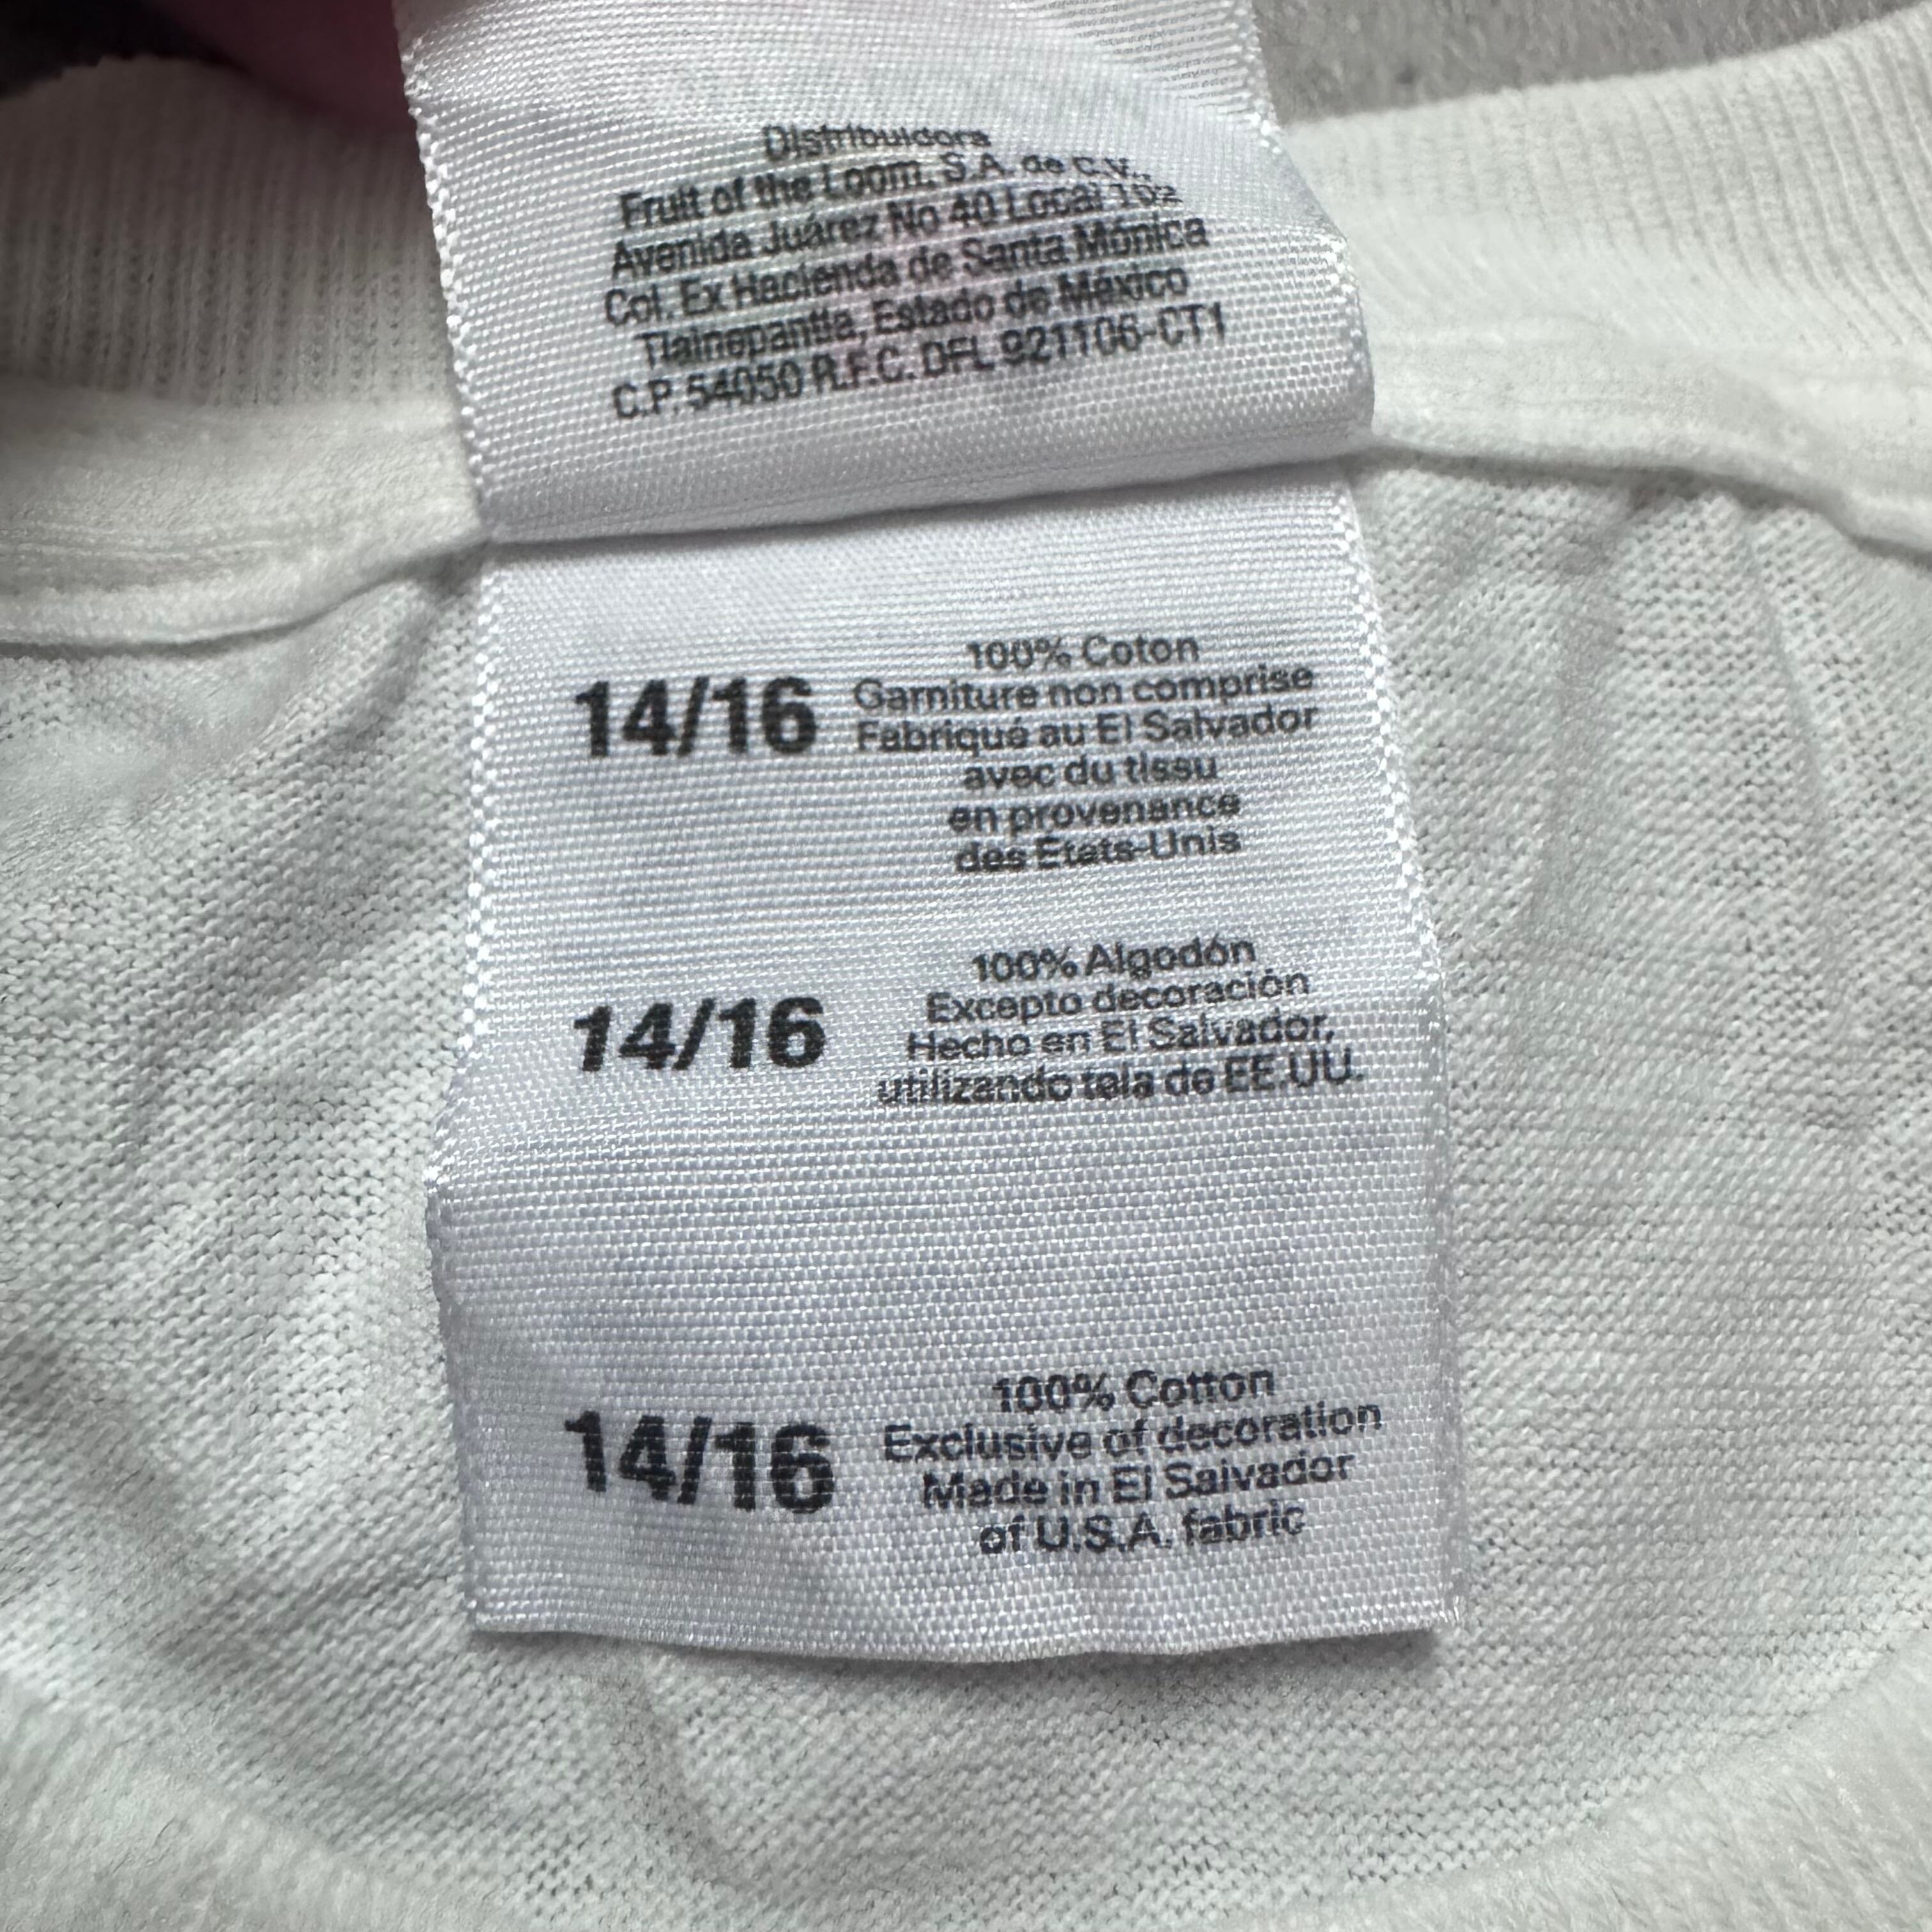 Distribuidora
Fruit of the Loom, S.A. de C.V.,
Avenida Juárez No 40 Local 102
Col. Ex Hacienda de Santa Mónica
Tlalnepantla, Estado de México
C.P. 54050 R.F.C. DFL 921106-CT1
14/16
100% Coton
Garniture non comprise
Fabriqué au El Salvador
avec du tissu
en provenance
des États-Unis
14/16
100% Algodón
Excepto decoración
Hecho en El Salvador,
utilizando tela de EE.UU.
14/16
100% Cotton
Exclusive of decoration
Made in El Salvador
of U.S.A. fabric